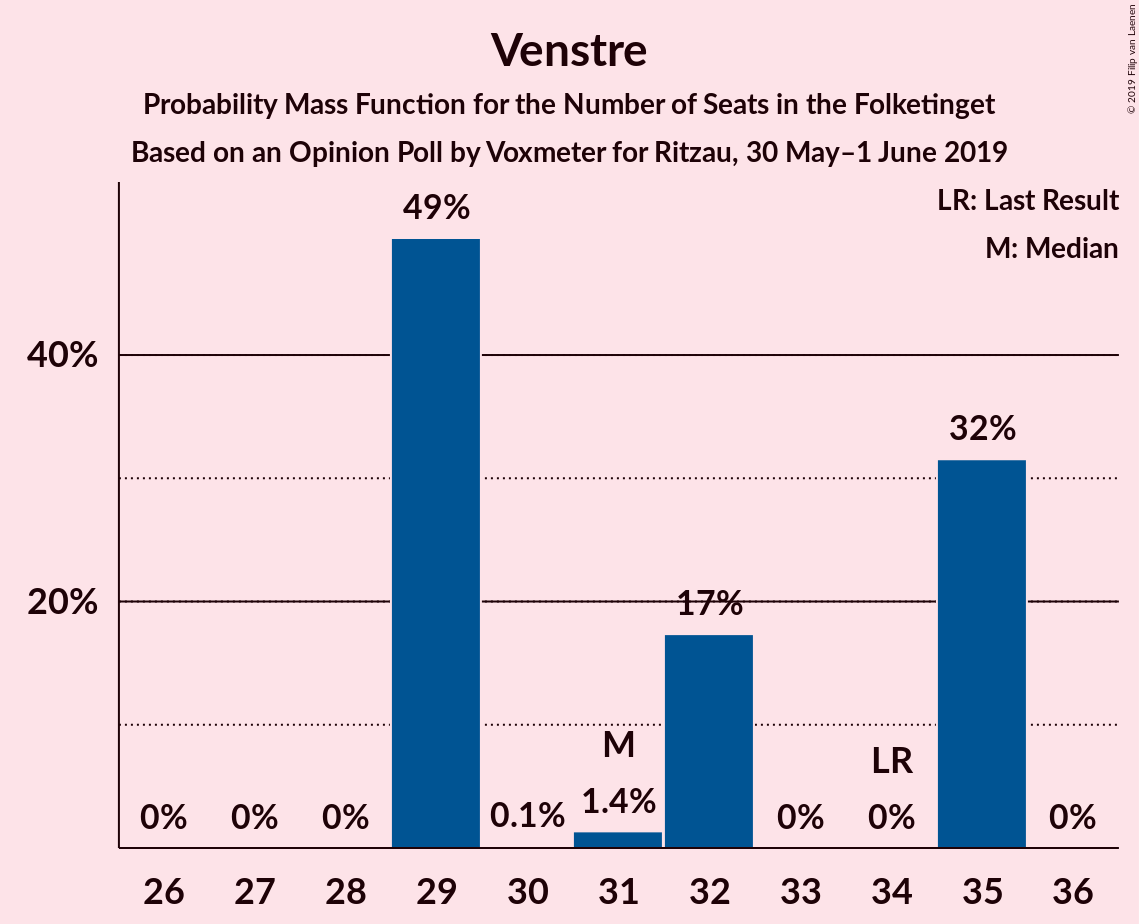 Venstre
Probability Mass Function for the Number of Seats in the Folketinget
Based on an Opinion Poll by Voxmeter for Ritzau, 30 May–1 June 2019
© 2019 Filip van Laenen
LR: Last Result
M: Median
49%
40%
32%
20%
17%
M
LR
0% 0% 0% 0.1% 1.4% 0% 0% 0%
26 27 28 29 30 31 32 33 34 35 36